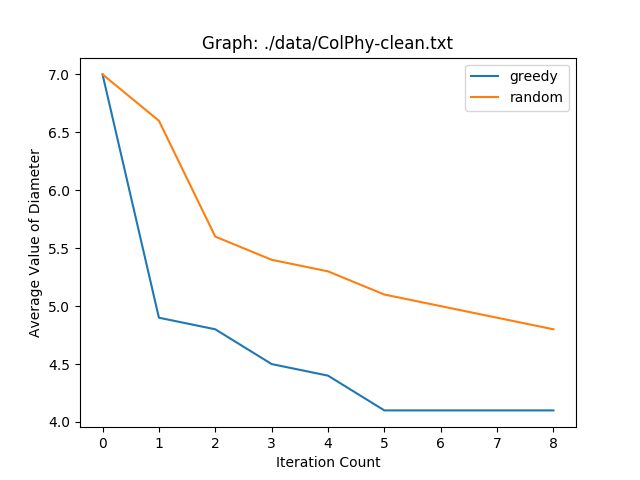 Graph: ./data/ColPhy-clean.txt
greedy
random
Average Value of Diameter
7.0
6.5
6.0
5.5
5.0
4.5
4.0
0 1 2 3 4 5 6 7 8
Iteration Count